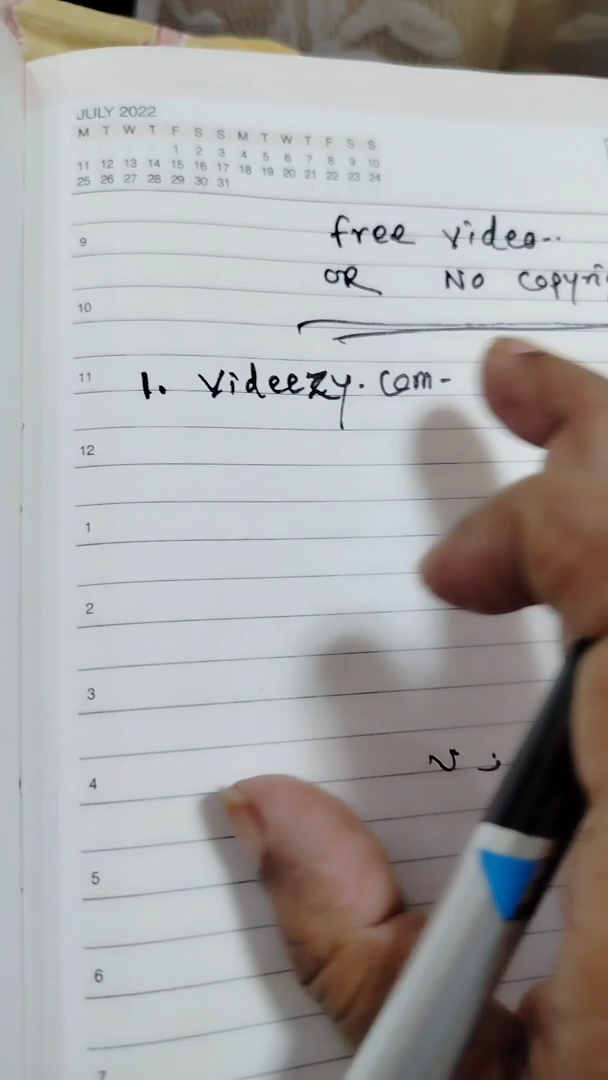 JULY 2022
M T W T F S S M T W T F S S
1 2 3 4 5 6 7 8 9 10
11 12 13 14 15 16 17 18 19 20 21 22 23 24
25 26 27 28 29 30 31
9
free video..
OR NO Copyri
10
11
1. Videezy.com-
12
1
2
3
4
5
6
7